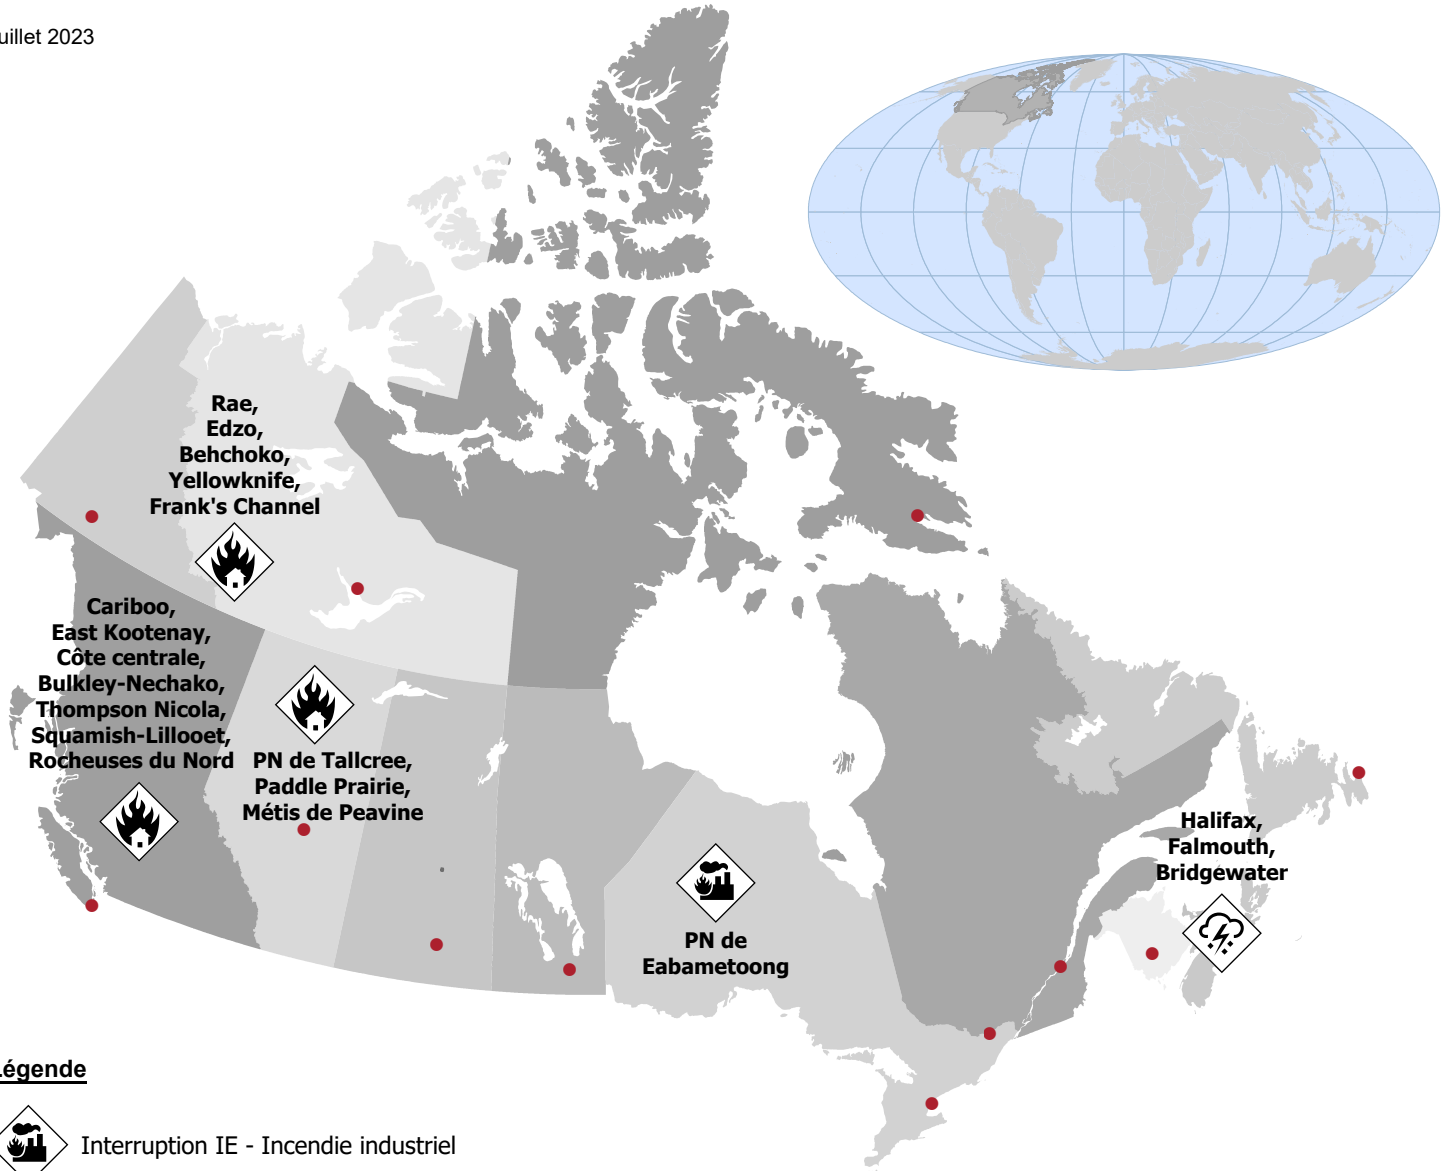 uillet 2023
Rae,
Edzo,
Behchoko,
Yellowknife,
Frank's Channel
Cariboo,
East Kootenay,
Côte centrale,
Bulkley-Nechako,
Thompson Nicola,
Squamish-Lillooet,
Rocheuses du Nord
PN de Tallcree,
Paddle Prairie,
Métis de Peavine
PN de
Eabametoong
Halifax,
Falmouth,
Bridgewater
Légende
Interruption IE - Incendie industriel